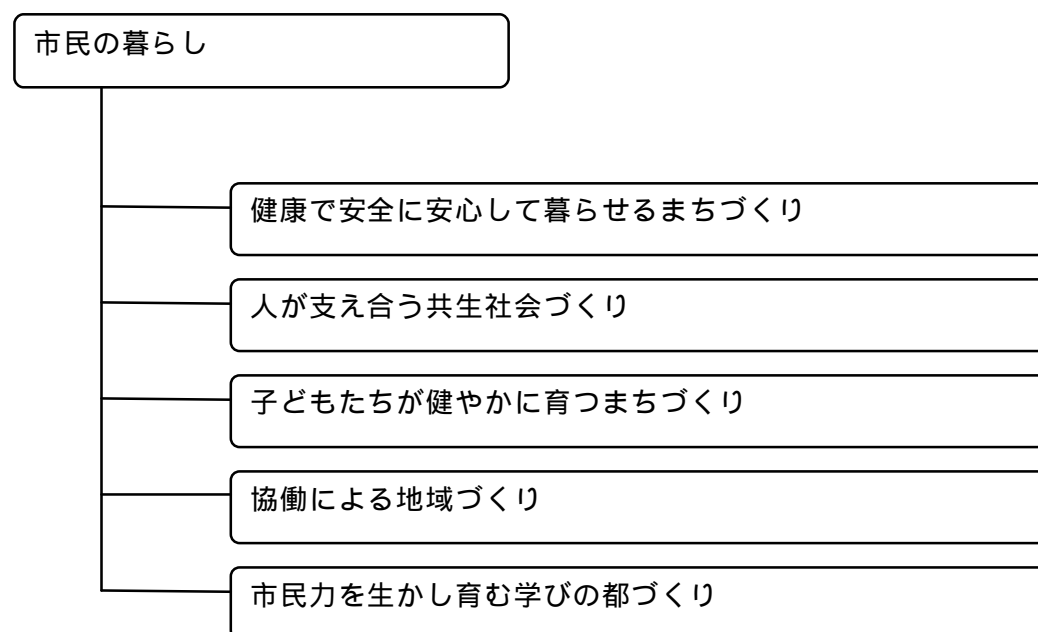 市民の暮らし
健康で安全に安心して暮らせるまちづくり
人が支え合う共生社会づくり
子どもたちが健やかに育つまちづくり
協働による地域づくり
市民力を生かし育む学びの都づくり